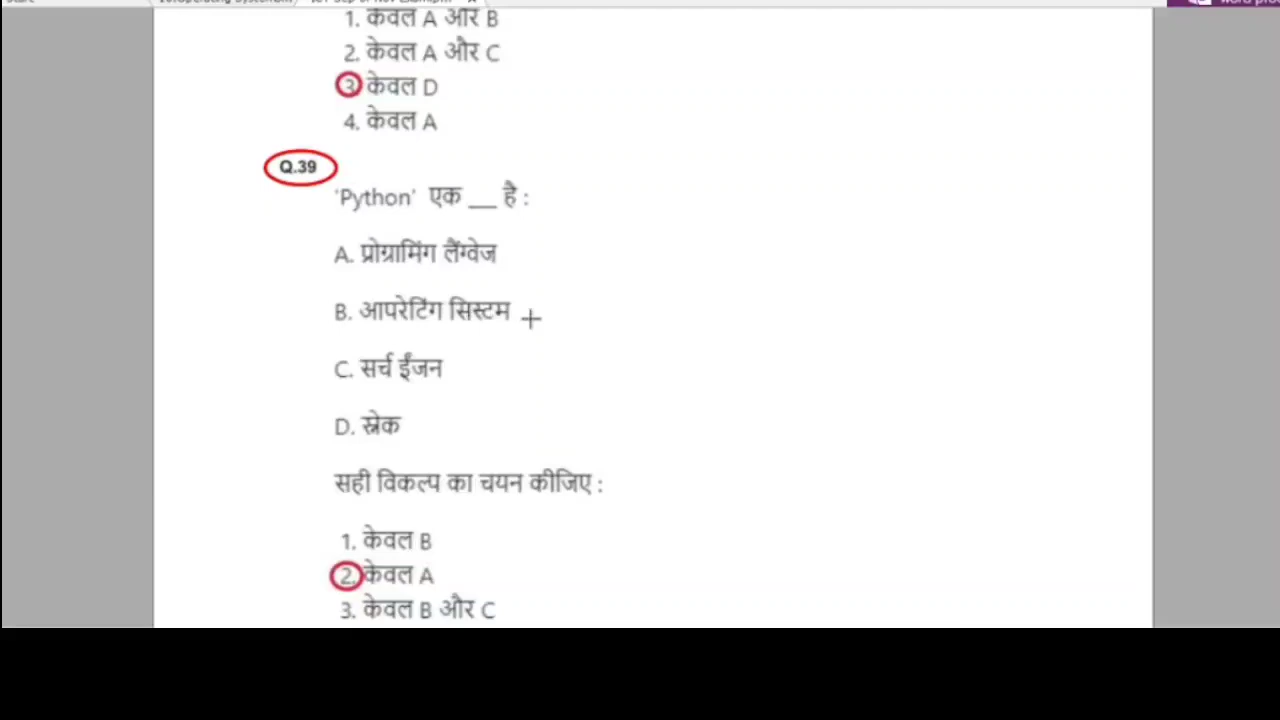 1. केवल A और B
2. केवल A और C
3. केवल D
4. केवल A
Q.39
'Python' एक __ है :
A. प्रोग्रामिंग लैंग्वेज
B. आपरेटिंग सिस्टम
C. सर्च ईंजन
D. स्नेक
सही विकल्प का चयन कीजिए :
1. केवल B
2. केवल A
3. केवल B और C